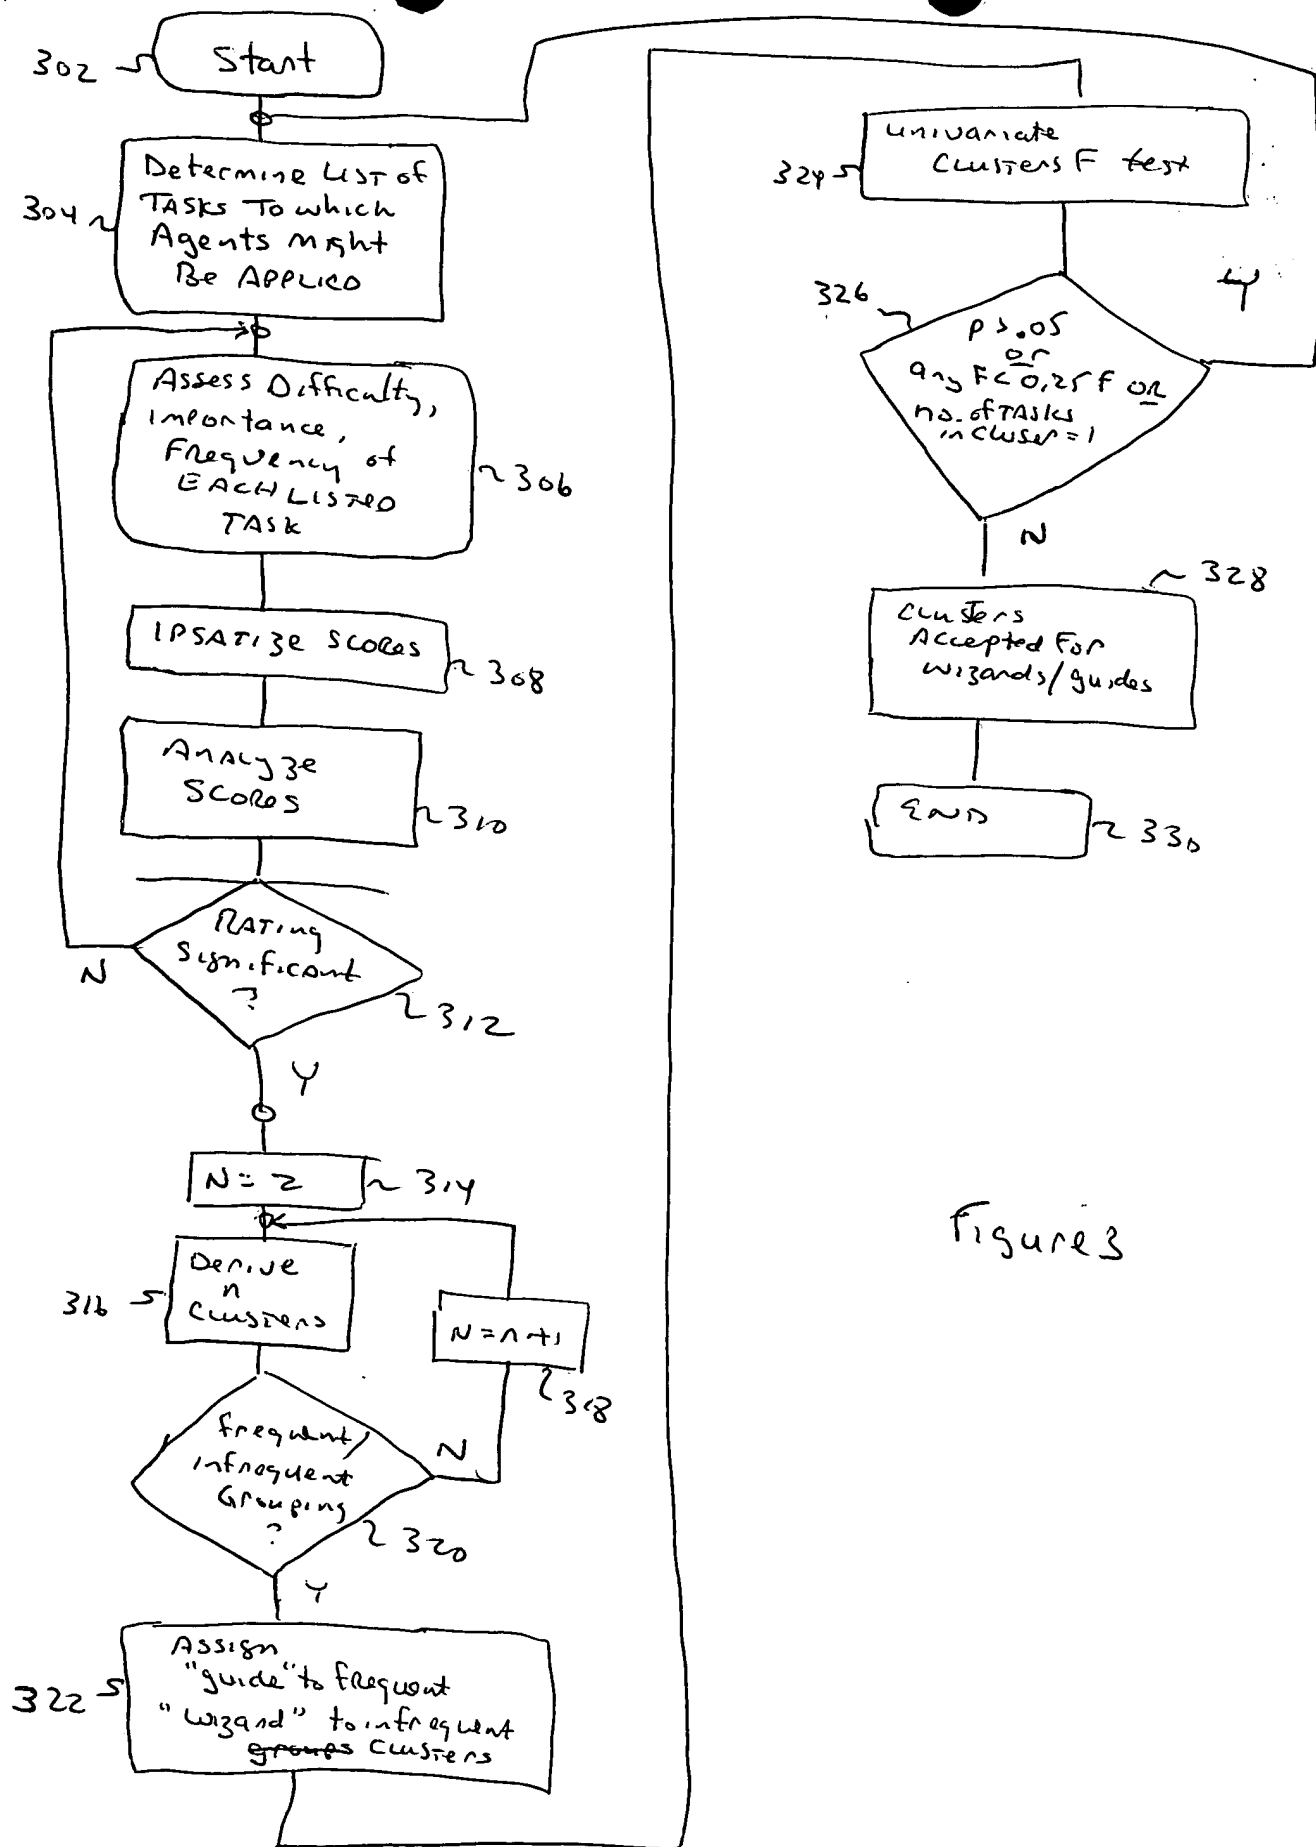 302
Start
304
Determine List of
TASKS To which
Agents Might
Be APPLIED
Assess Difficulty,
Importance,
Frequency of
EACH LISTED
TASK
306
IPSATIZE SCORES
308
Analyze
SCORES
310
RATING
Significant
?
N
312
Y
N = 2
314
316
Derive
n
Clusters
N = n + 1
318
frequent/
infrequent
Grouping
?
N
320
Y
322
Assign
"guide" to frequent
"wizard" to infrequent
groups Clusters
324
univariate
Clusters F test
326
p > .05
or
any F < 0.25 F OR
no. of TASKS
in Cluser = 1
Y
N
328
Clusters
Accepted For
wizards/guides
END
330
Figure 3